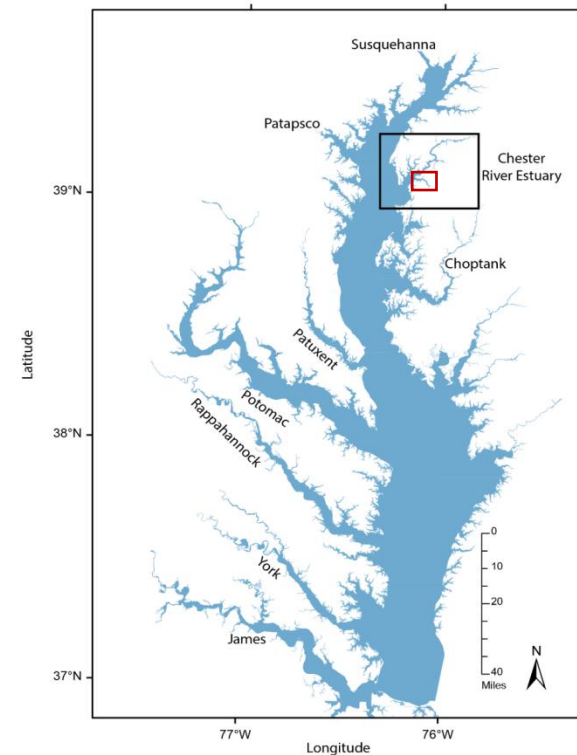 Susquehanna
Patapsco
Chester
River Estuary
39°N
Choptank
Latitude
Patuxent
Potomac
38°N
Rappahannock
0
10
York
20
30
James
N
37°N
40
Miles
77°W
76°W
Longitude